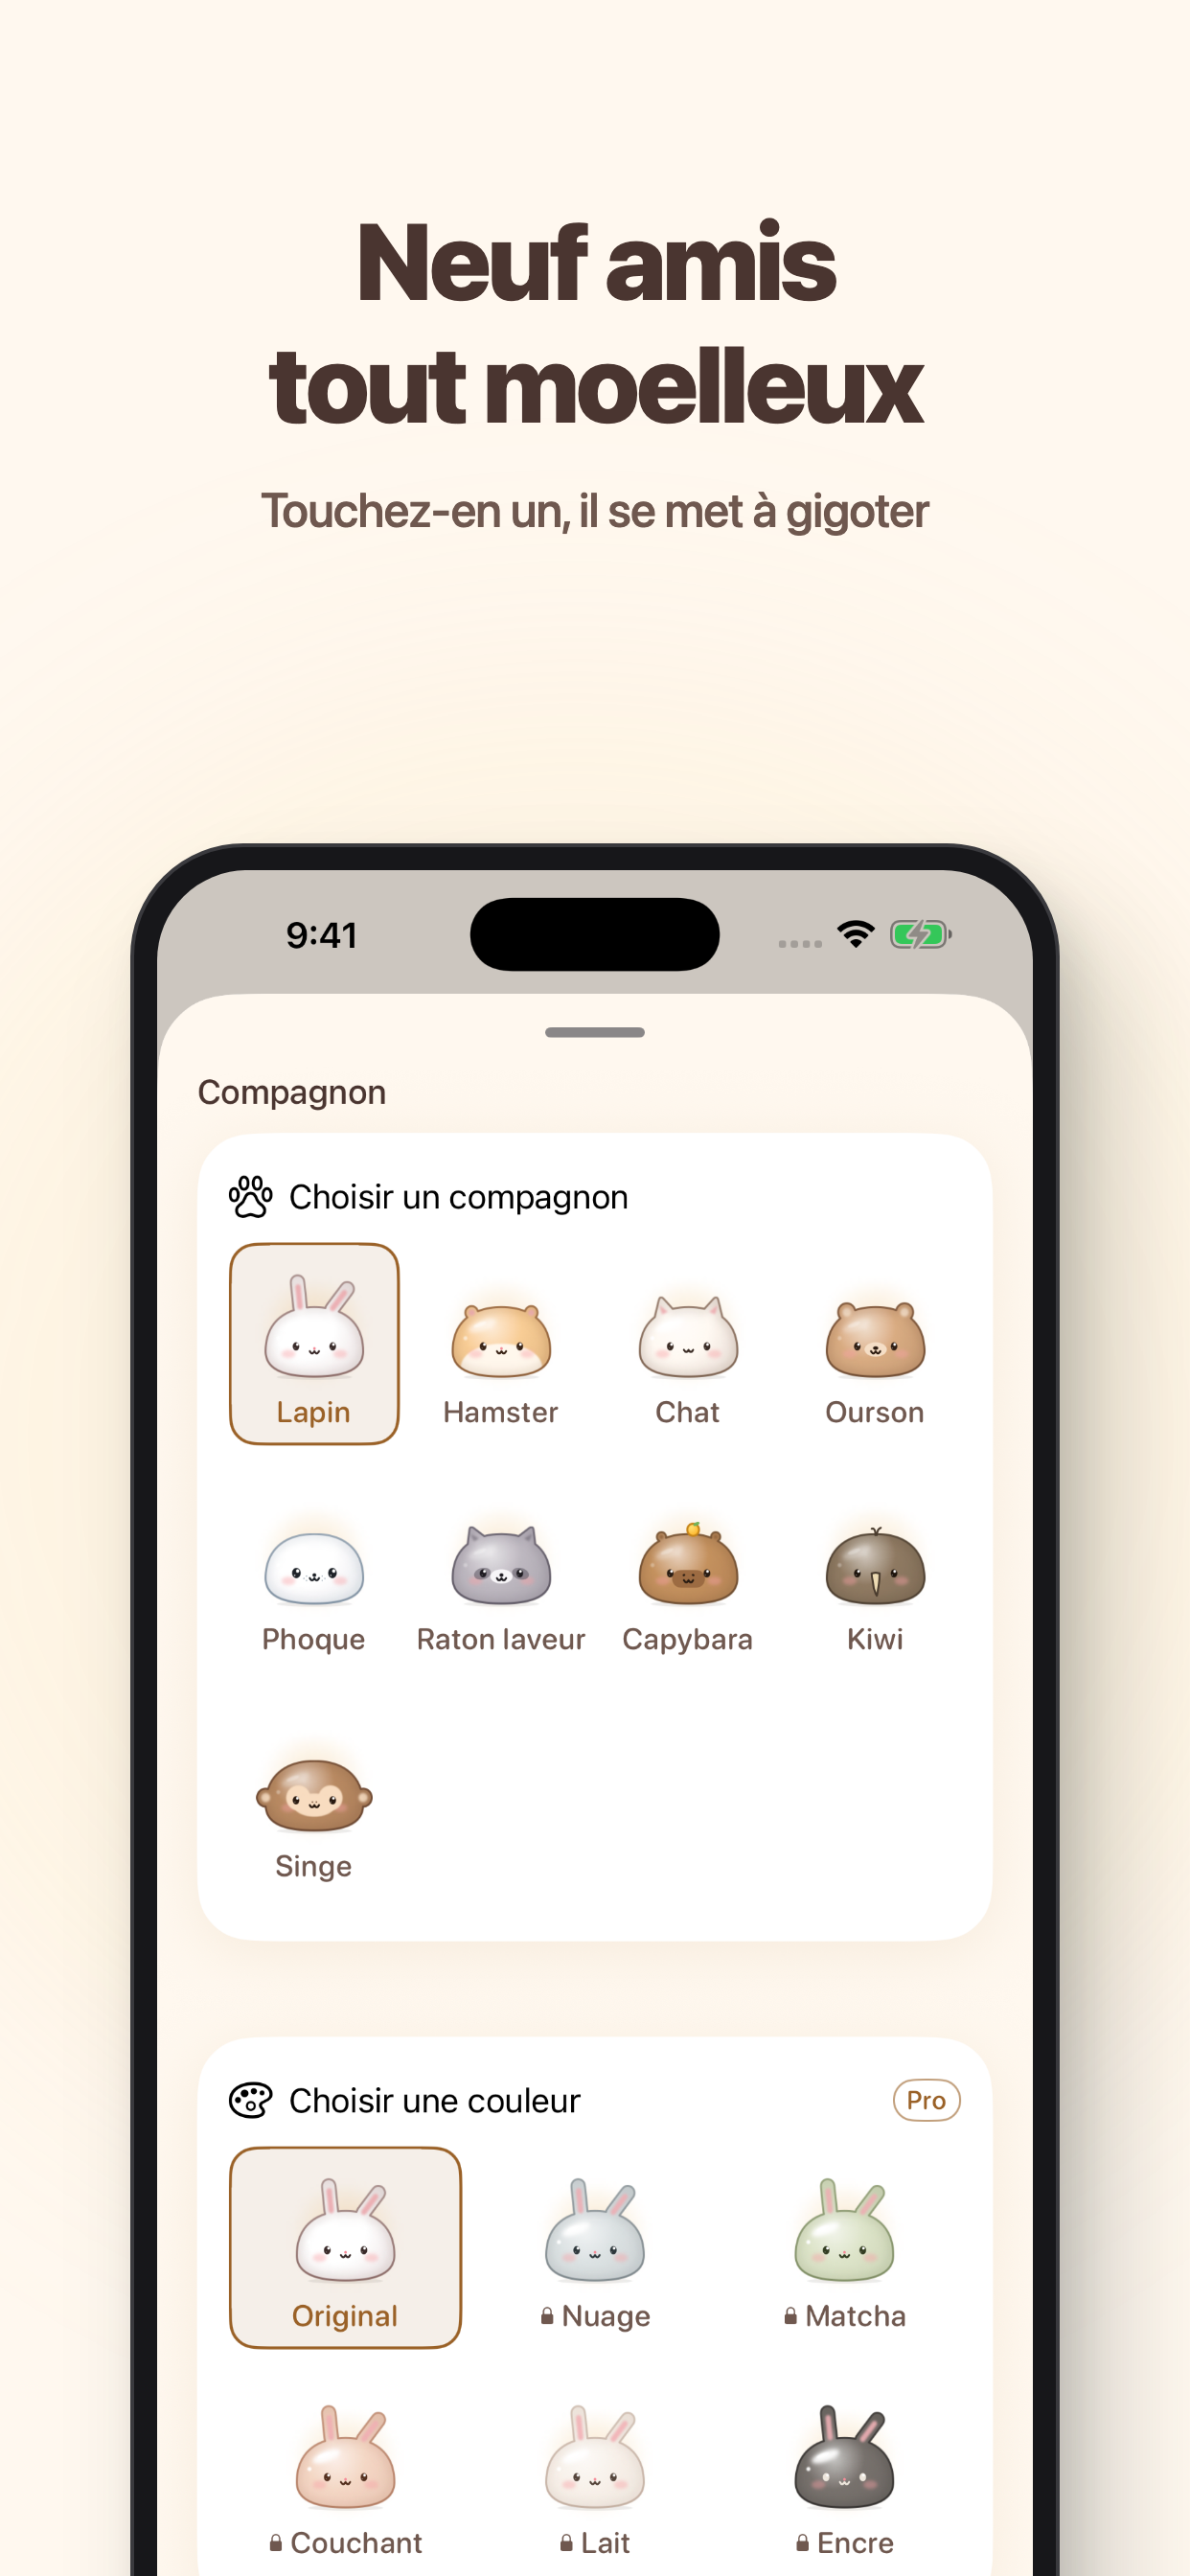 Neuf amis
tout moelleux
Touchez-en un, il se met à gigoter
9:41
Compagnon
Choisir un compagnon
Lapin
Hamster
Chat
Ourson
Phoque
Raton laveur
Capybara
Kiwi
Singe
Choisir une couleur
Pro
Original
Nuage
Matcha
Couchant
Lait
Encre